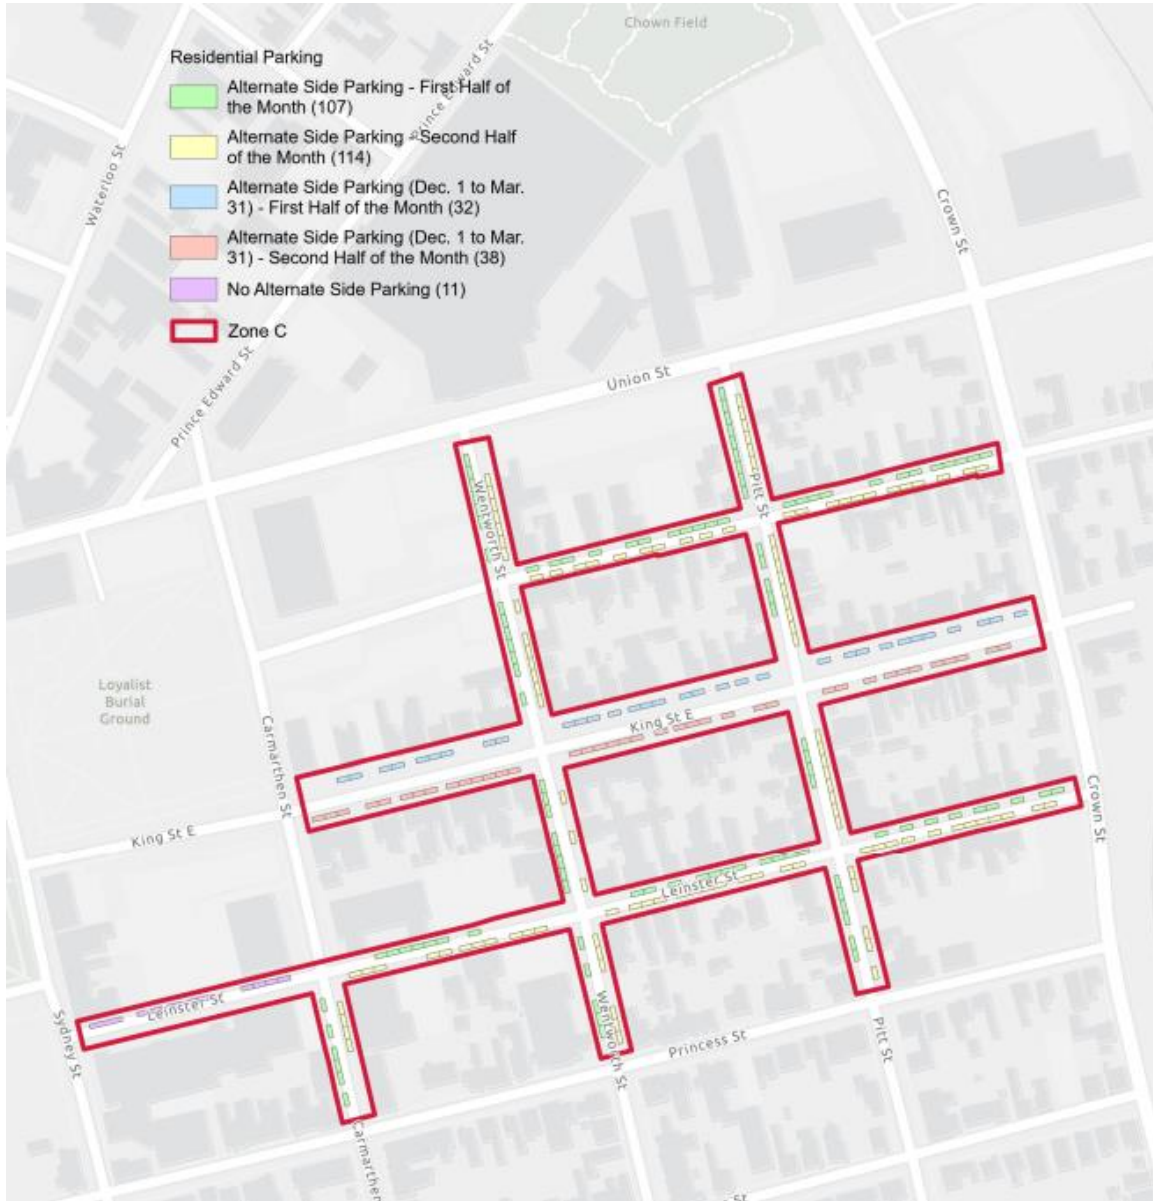 Chown Field
Residential Parking
Alternate Side Parking - First Half of
the Month (107)
Alternate Side Parking - Second Half
of the Month (114)
Alternate Side Parking (Dec. 1 to Mar.
31) - First Half of the Month (32)
Alternate Side Parking (Dec. 1 to Mar.
31) - Second Half of the Month (38)
No Alternate Side Parking (11)
Zone C
Prince Edward St
Waterloo St
Prince Edward St
Crown St
Union St
Wentworth St
Pitt St
Loyalist
Burial
Ground
Carmarthen St
King St E
King St E
Crown St
Leinster St
Leinster St
Sydney St
Wentworth St
Princess St
Pitt St
Carmarthen
St